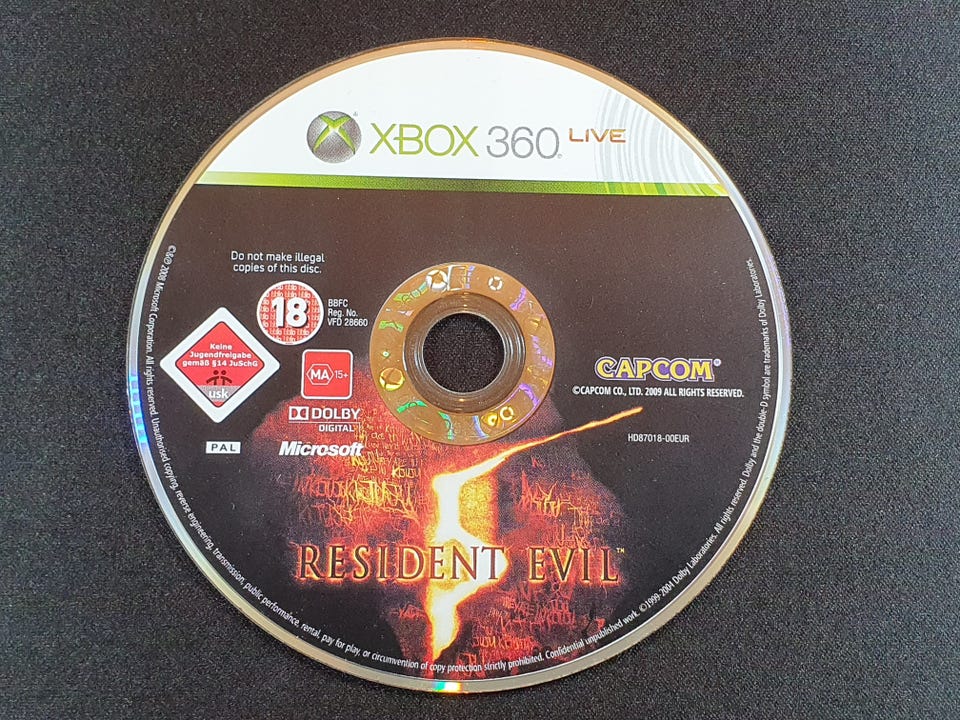 XBOX 360 LIVE
Do not make illegal
copies of this disc.
18
BBFC
Reg. No.
VFD 28660
Keine
Jugendfreigabe
gemäß §14 JuSchG
usk
MA 15+
DOLBY
DIGITAL
PAL
Microsoft
CAPCOM
©CAPCOM CO., LTD. 2009 ALL RIGHTS RESERVED.
HD87018-00EUR
5
RESIDENT EVIL™
©&℗ 2008 Microsoft Corporation. All rights reserved. Unauthorised copying, reverse engineering, transmission, public performance, rental, pay for play, or circumvention of copy protection strictly prohibited. Confidential unpublished work. ©1999-2004 Dolby Laboratories. All rights reserved. Dolby and the double-D symbol are trademarks of Dolby Laboratories.